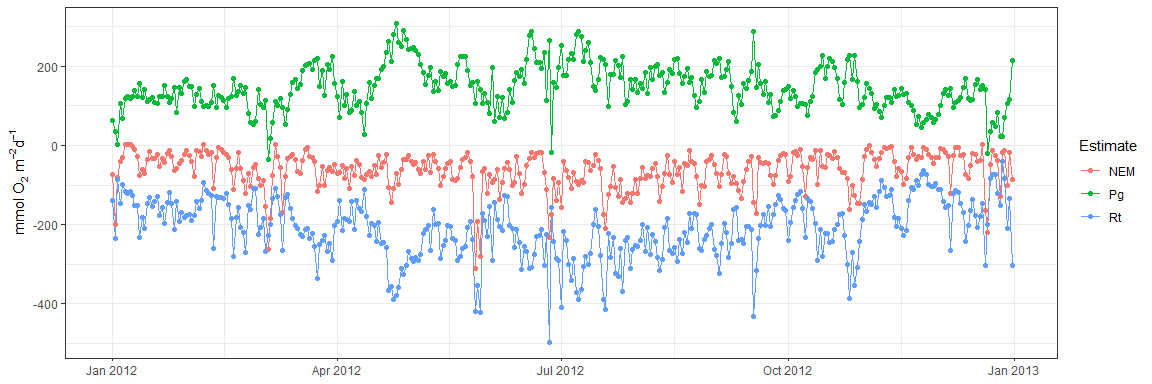 mmol O₂ m⁻²d⁻¹
200
0
-200
-400
Jan 2012
Apr 2012
Jul 2012
Oct 2012
Jan 2013
Estimate
NEM
Pg
Rt